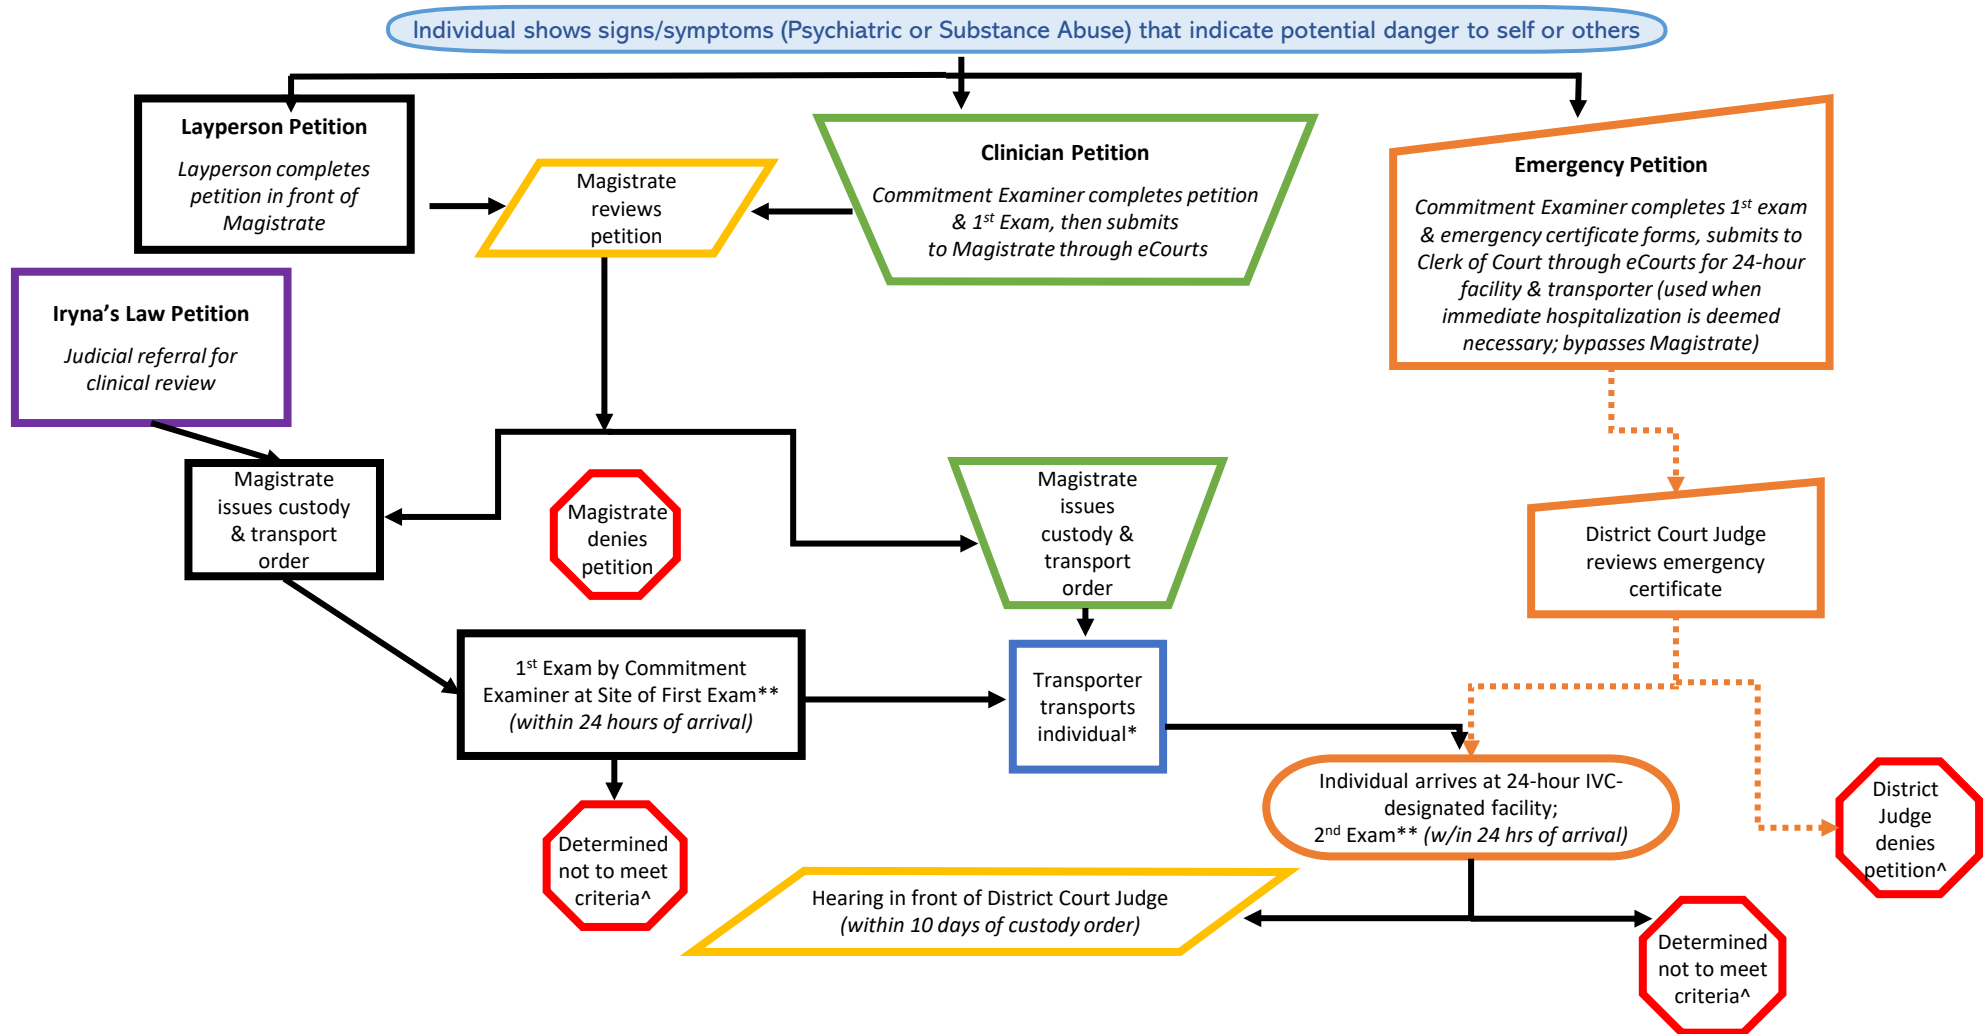 Individual shows signs/symptoms (Psychiatric or Substance Abuse) that indicate potential danger to self or others
Layperson Petition
Layperson completes
petition in front of
Magistrate
Magistrate
reviews
petition
Clinician Petition
Commitment Examiner completes petition
& 1st Exam, then submits
to Magistrate through eCourts
Emergency Petition
Commitment Examiner completes 1st exam
& emergency certificate forms, submits to
Clerk of Court through eCourts for 24-hour
facility & transporter (used when
immediate hospitalization is deemed
necessary; bypasses Magistrate)
Iryna's Law Petition
Judicial referral for
clinical review
Magistrate
issues custody
& transport
order
Magistrate
denies
petition
Magistrate
issues
custody &
transport
order
District Court Judge
reviews emergency
certificate
1st Exam by Commitment
Examiner at Site of First Exam**
(within 24 hours of arrival)
Transporter
transports
individual*
Individual arrives at 24-hour IVC-
designated facility;
2nd Exam** (w/in 24 hrs of arrival)
District
Judge
denies
petition^
Determined
not to meet
criteria^
Hearing in front of District Court Judge
(within 10 days of custody order)
Determined
not to meet
criteria^